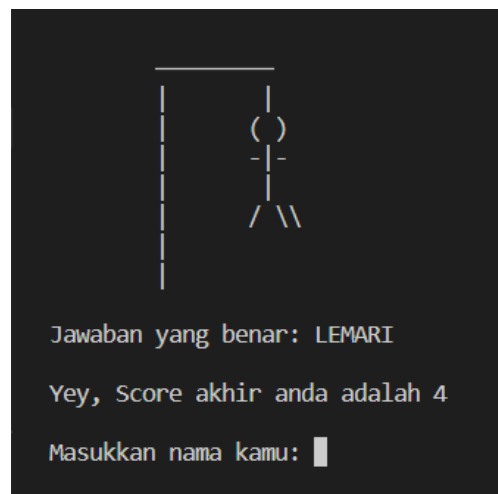 Jawaban yang benar: LEMARI
Yey, Score akhir anda adalah 4
Masukkan nama kamu: